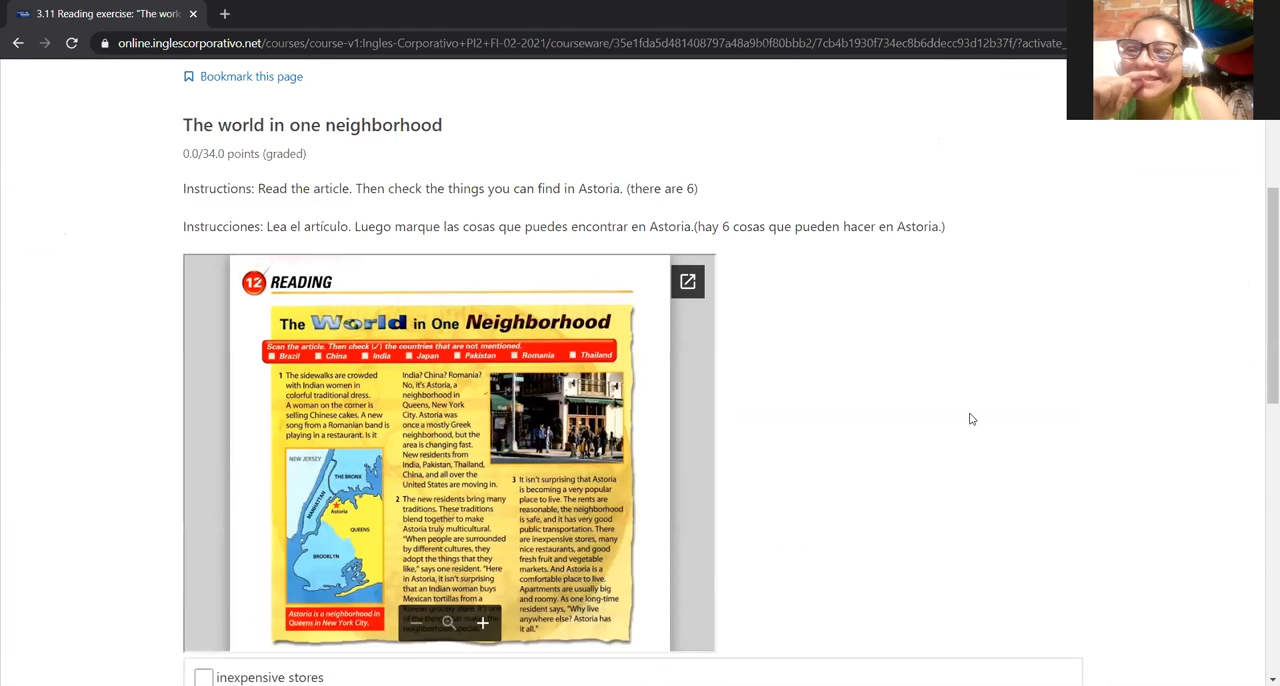 3.11 Reading exercise: "The worl
online.inglescorporativo.net/courses/course-v1:Ingles-Corporativo+PI2+FI-02-2021/courseware/35e1fda5d481408797a48a9b0f80bbb2/7cb4b1930f734ec8b6ddecc93d12b37f/?activate_
Bookmark this page
The world in one neighborhood
0.0/34.0 points (graded)
Instructions: Read the article. Then check the things you can find in Astoria. (there are 6)
Instrucciones: Lea el artículo. Luego marque las cosas que puedes encontrar en Astoria.(hay 6 cosas que pueden hacer en Astoria.)
12 READING
The World in One Neighborhood
Scan the article. Then check (✓) the countries that are not mentioned.
Brazil China India Japan Pakistan Romania Thailand
1 The sidewalks are crowded
with Indian women in
colorful traditional dress.
A woman on the corner is
selling Chinese cakes. A new
song from a Romanian band is
playing in a restaurant. Is it
NEW JERSEY
THE BRONX
MANHATTAN
Astoria
QUEENS
BROOKLYN
Astoria is a neighborhood in
Queens in New York City.
India? China? Romania?
No, it's Astoria, a
neighborhood in
Queens, New York
City. Astoria was
once a mostly Greek
neighborhood, but the
area is changing fast.
New residents from
India, Pakistan, Thailand,
China, and all over the
United States are moving in.
2 The new residents bring many
traditions. These traditions
blend together to make
Astoria truly multicultural.
"When people are surrounded
by different cultures, they
adopt the things that they
like," says one resident. "Here
in Astoria, it isn't surprising
that an Indian woman buys
Mexican tortillas from a
Korean grocery store. It's one
of the things that make the
neighborhood special."
3 It isn't surprising that Astoria
is becoming a very popular
place to live. The rents are
reasonable, the neighborhood
is safe, and it has very good
public transportation. There
are inexpensive stores, many
nice restaurants, and good
fresh fruit and vegetable
markets. And Astoria is a
comfortable place to live.
Apartments are usually big
and roomy. As one long-time
resident says, "Why live
anywhere else? Astoria has
it all."
inexpensive stores